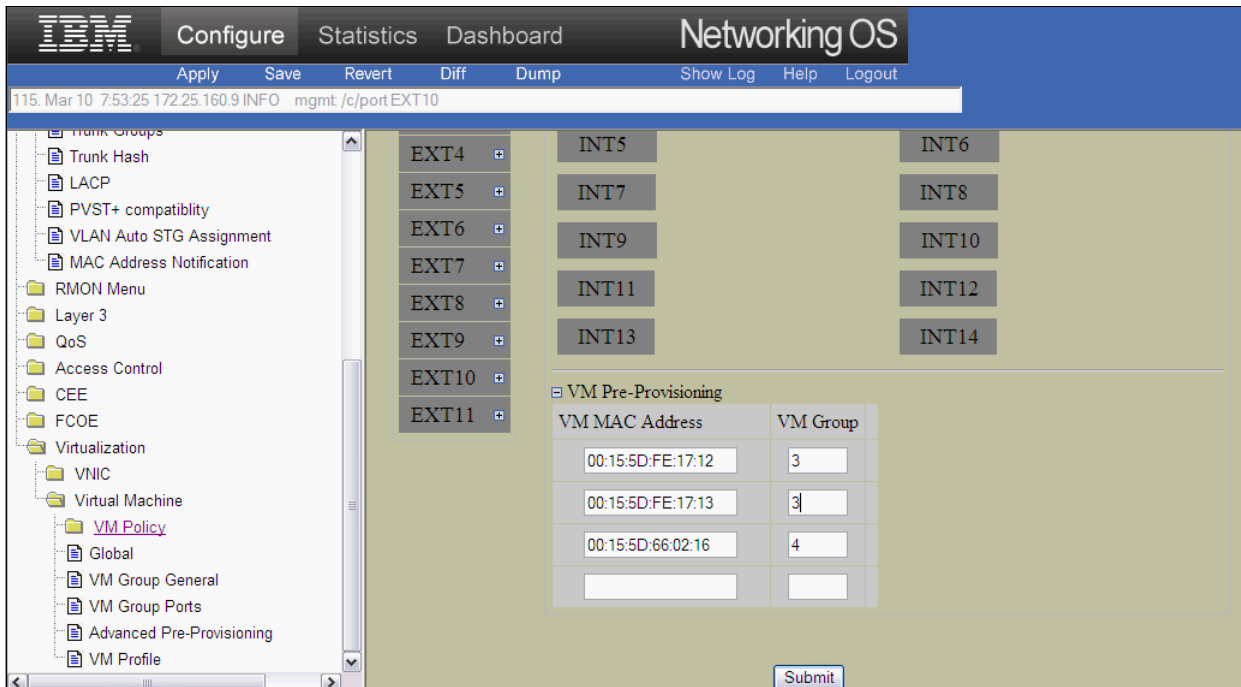 IBM
Configure Statistics Dashboard Networking OS
Apply Save Revert Diff Dump Show Log Help Logout
115. Mar 10 7:53:25 172.25.160.9 INFO mgmt: /c/port EXT10
Trunk Groups
Trunk Hash
LACP
PVST+ compatiblity
VLAN Auto STG Assignment
MAC Address Notification
RMON Menu
Layer 3
QoS
Access Control
CEE
FCOE
Virtualization
VNIC
Virtual Machine
VM Policy
Global
VM Group General
VM Group Ports
Advanced Pre-Provisioning
VM Profile
EXT4
EXT5
EXT6
EXT7
EXT8
EXT9
EXT10
EXT11
INT5 INT6
INT7 INT8
INT9 INT10
INT11 INT12
INT13 INT14
VM Pre-Provisioning
VM MAC Address VM Group
00:15:5D:FE:17:12 3
00:15:5D:FE:17:13 3
00:15:5D:66:02:16 4
Submit